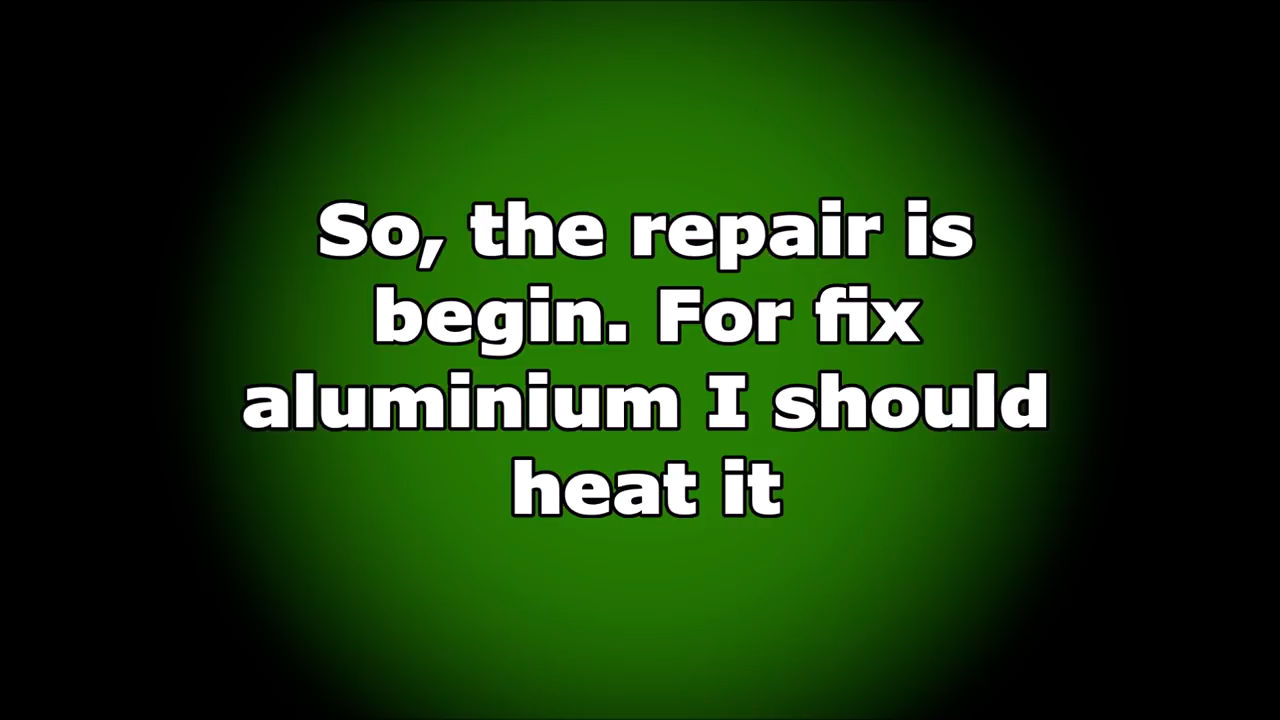 So, the repair is
begin. For fix
aluminium I should
heat it